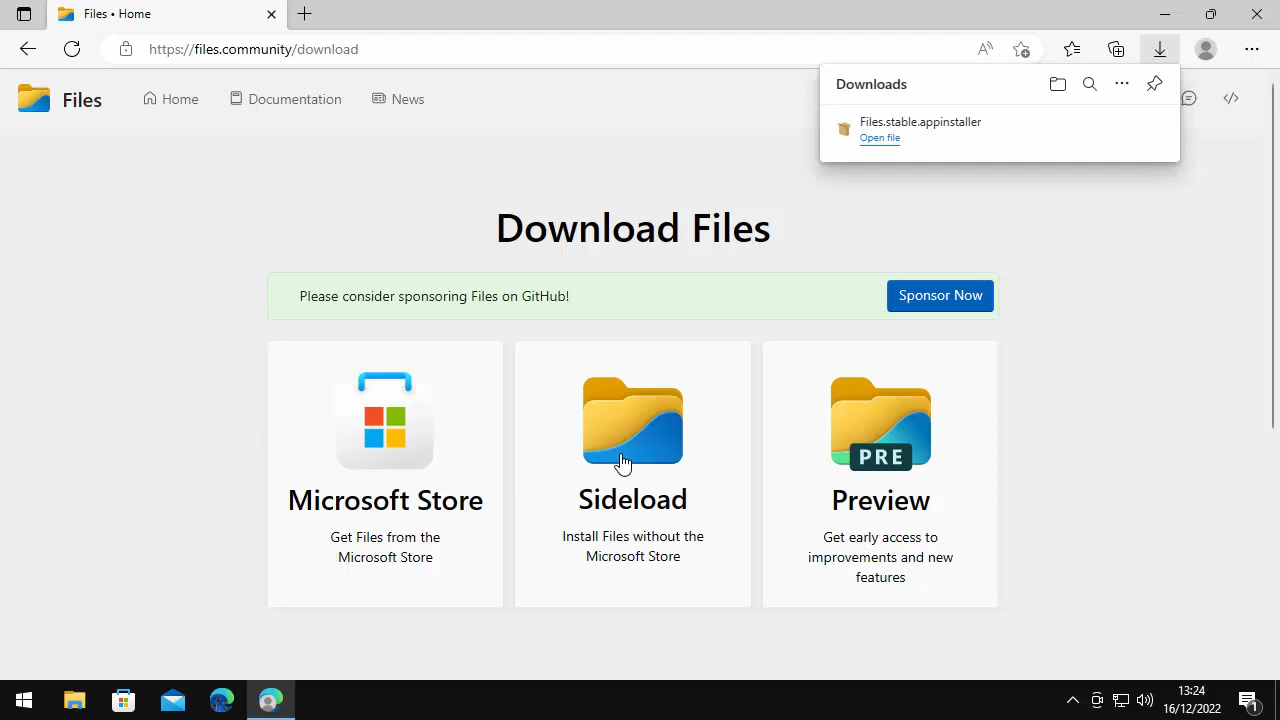 Files • Home
https://files.community/download
Files
Home
Documentation
News
Downloads
Files.stable.appinstaller
Open file
Download Files
Please consider sponsoring Files on GitHub!
Sponsor Now
Microsoft Store
Get Files from the
Microsoft Store
Sideload
Install Files without the
Microsoft Store
PRE
Preview
Get early access to
improvements and new
features
13:24
16/12/2022
1